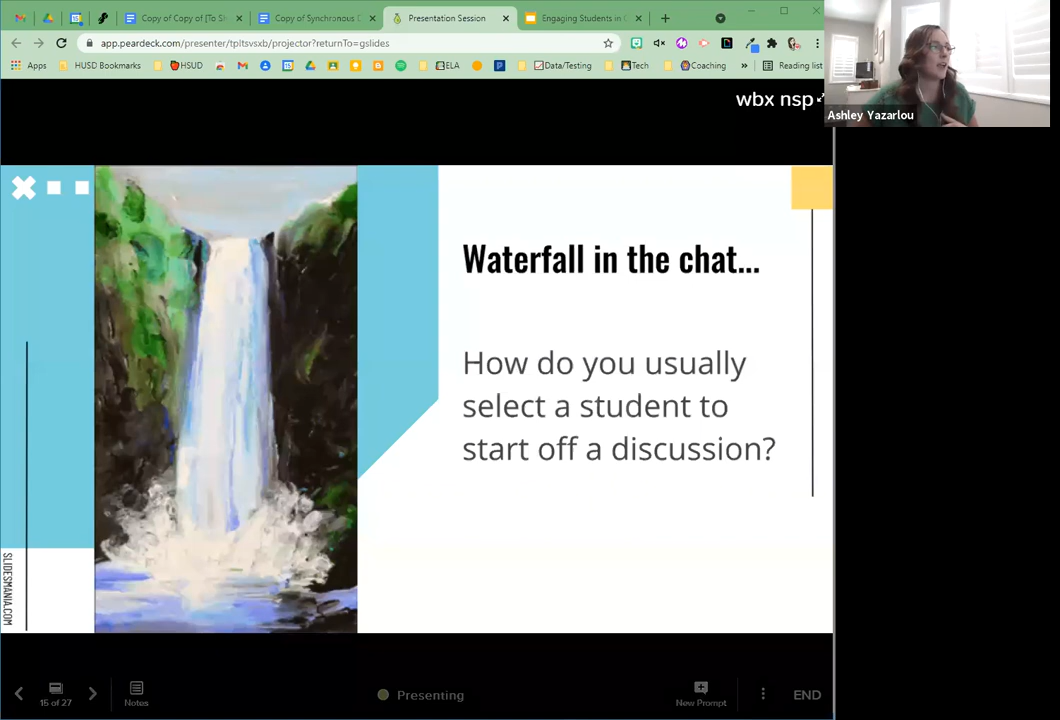 Copy of Copy of [To Sl
Copy of Synchronous C
Presentation Session
Engaging Students in
app.peardeck.com/presenter/tpltsvsxb/projector?returnTo=gslides
Apps
HUSD Bookmarks
HSUD
ELA
Data/Testing
Tech
Coaching
»
Reading list
wbx nsp
Ashley Yazarlou
Waterfall in the chat...
How do you usually
select a student to
start off a discussion?
SLIDESMANIA.COM
15 of 27
Notes
Presenting
New Prompt
END